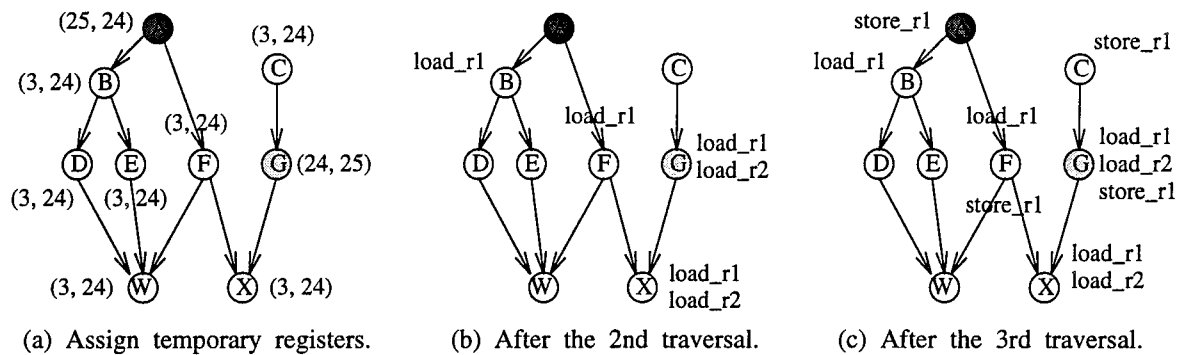 (25, 24)
(3, 24)
B
C
(3, 24)
(3, 24)
D
E
F
G
(24, 25)
(3, 24)
(3, 24)
(3, 24)
W
X
(3, 24)
(a) Assign temporary registers.
load_r1
B
C
load_r1
D
E
F
G
load_r1
load_r2
W
X
load_r1
load_r2
(b) After the 2nd traversal.
store_r1
store_r1
load_r1
B
C
load_r1
D
E
F
G
load_r1
load_r2
store_r1
store_r1
W
X
load_r1
load_r2
(c) After the 3rd traversal.